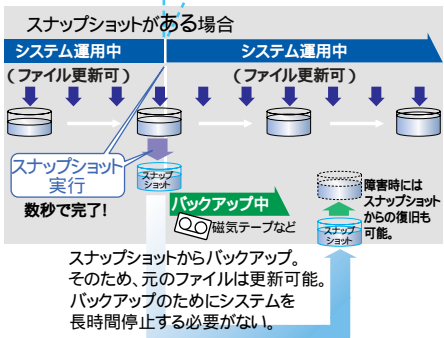 スナップショットがある場合
システム運用中
システム運用中
(ファイル更新可)
(ファイル更新可)
スナップショット
実行
数秒で完了!
スナップ
ショット
バックアップ中
磁気テープなど
スナップ
ショット
障害時には
スナップショット
からの復旧も
可能。
スナップショットからバックアップ。
そのため、元のファイルは更新可能。
バックアップのためにシステムを
長時間停止する必要がない。